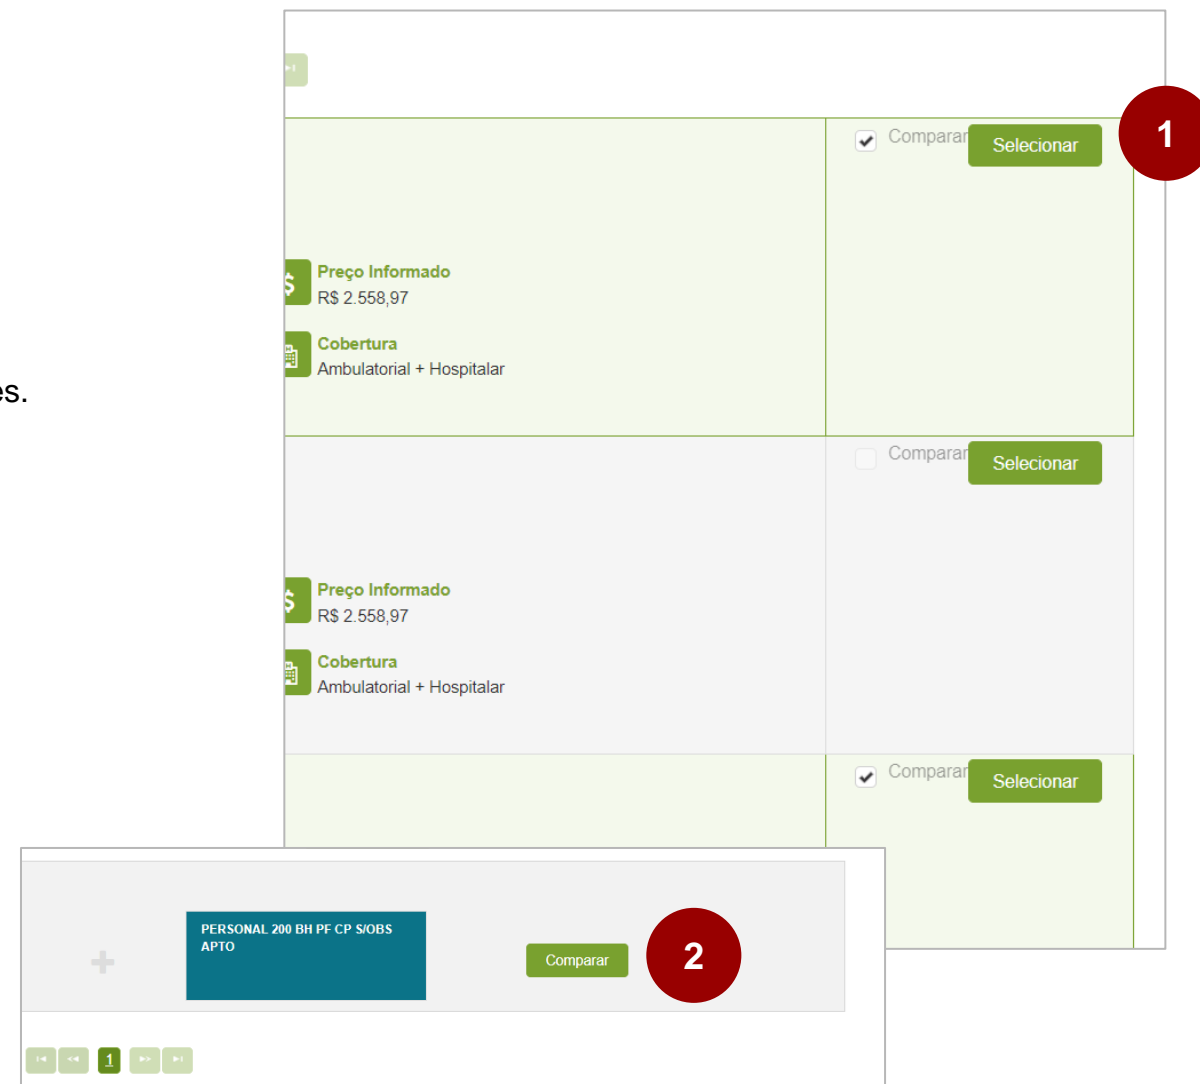 Comparar
Selecionar
1
Preço Informado
R$ 2.558,97
Cobertura
Ambulatorial + Hospitalar
es.
Comparar
Selecionar
Preço Informado
R$ 2.558,97
Cobertura
Ambulatorial + Hospitalar
Comparar
Selecionar
PERSONAL 200 BH PF CP S/OBS
APTO
Comparar
2
1